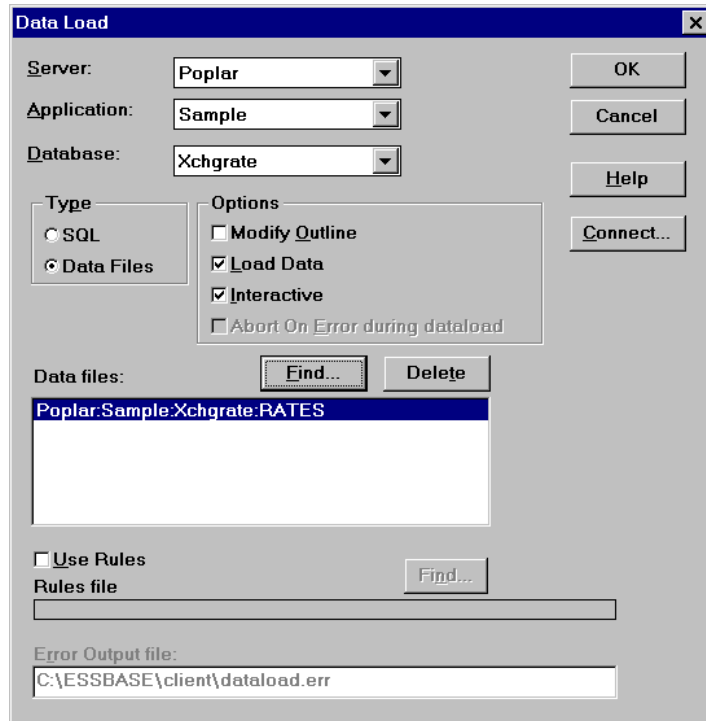 Data Load
Server: Poplar OK
Application: Sample Cancel
Database: Xchgrate
Help
Type Options
SQL Modify Outline Connect...
Data Files Load Data
Interactive
Abort On Error during dataload
Data files: Find... Delete
Poplar:Sample:Xchgrate:RATES
Use Rules Find...
Rules file
Error Output file:
C:\ESSBASE\client\dataload.err